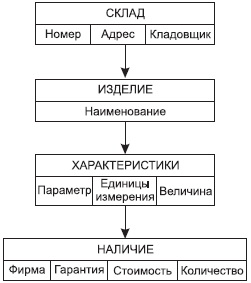 СКЛАД
Номер Адрес Кладовщик
ИЗДЕЛИЕ
Наименование
ХАРАКТЕРИСТИКИ
Параметр Единицы измерения Величина
НАЛИЧИЕ
Фирма Гарантия Стоимость Количество